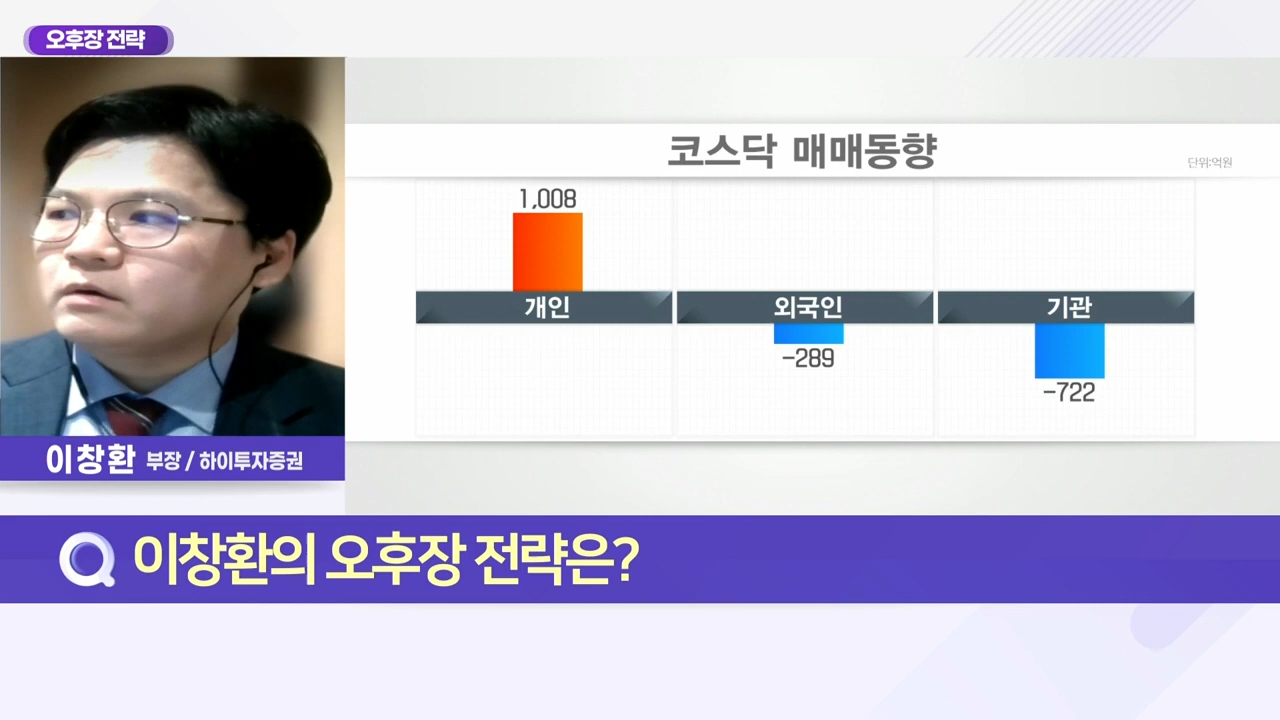 오후장 전략
코스닥 매매동향
단위:억원
1,008
개인
외국인
기관
-289
-722
이창환 부장 / 하이투자증권
이창환의 오후장 전략은?